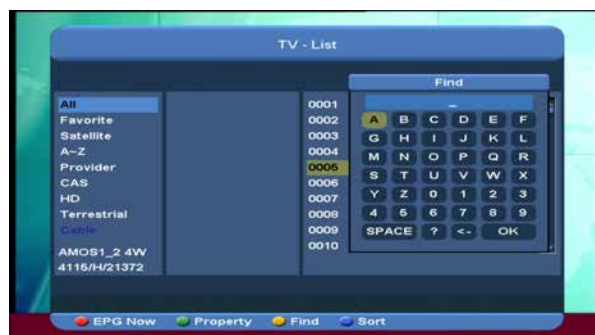 TV - List
Find
All
Favorite
Satellite
A~Z
Provider
CAS
HD
Terrestrial
Cable
AMOS1_2 4W
4115/H/21372
0001
0002
0003
0004
0005
0006
0007
0008
0009
0010
_
A B C D E F
G H I J K L
M N O P Q R
S T U V W X
Y Z 0 1 2 3
4 5 6 7 8 9
SPACE ? <- OK
EPG Now Property Find Sort